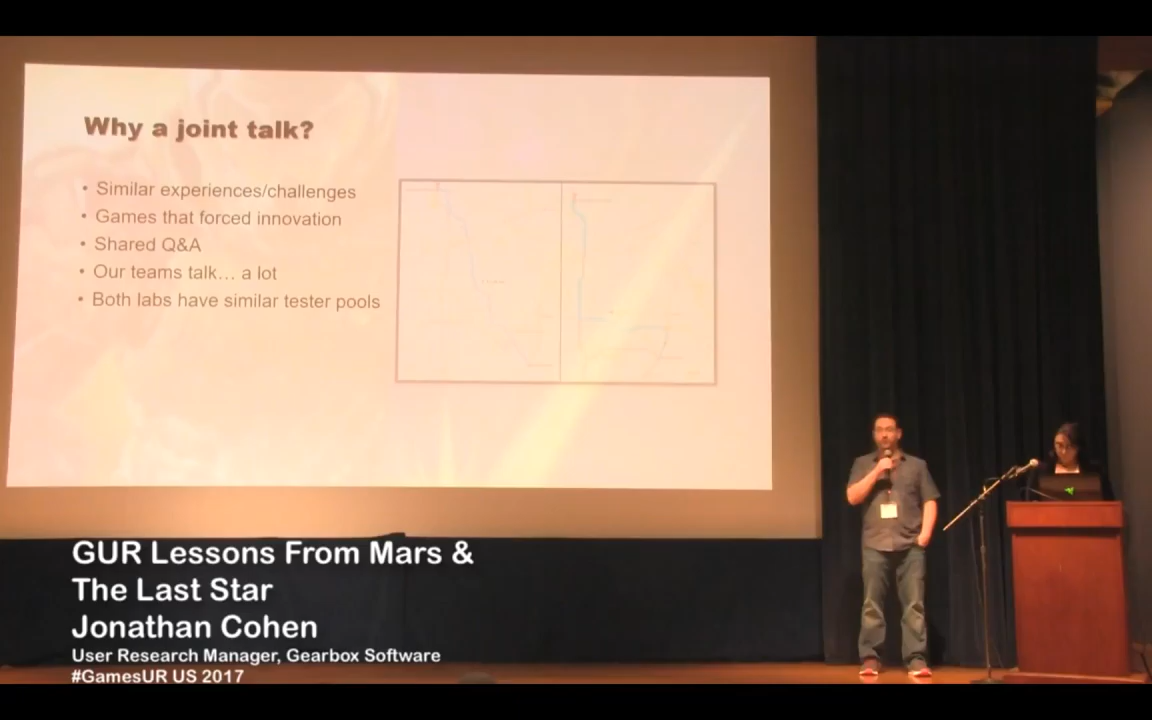 Why a joint talk?
• Similar experiences/challenges
• Games that forced innovation
• Shared Q&A
• Our teams talk... a lot
• Both labs have similar tester pools
GUR Lessons From Mars &
The Last Star
Jonathan Cohen
User Research Manager, Gearbox Software
#GamesUR US 2017